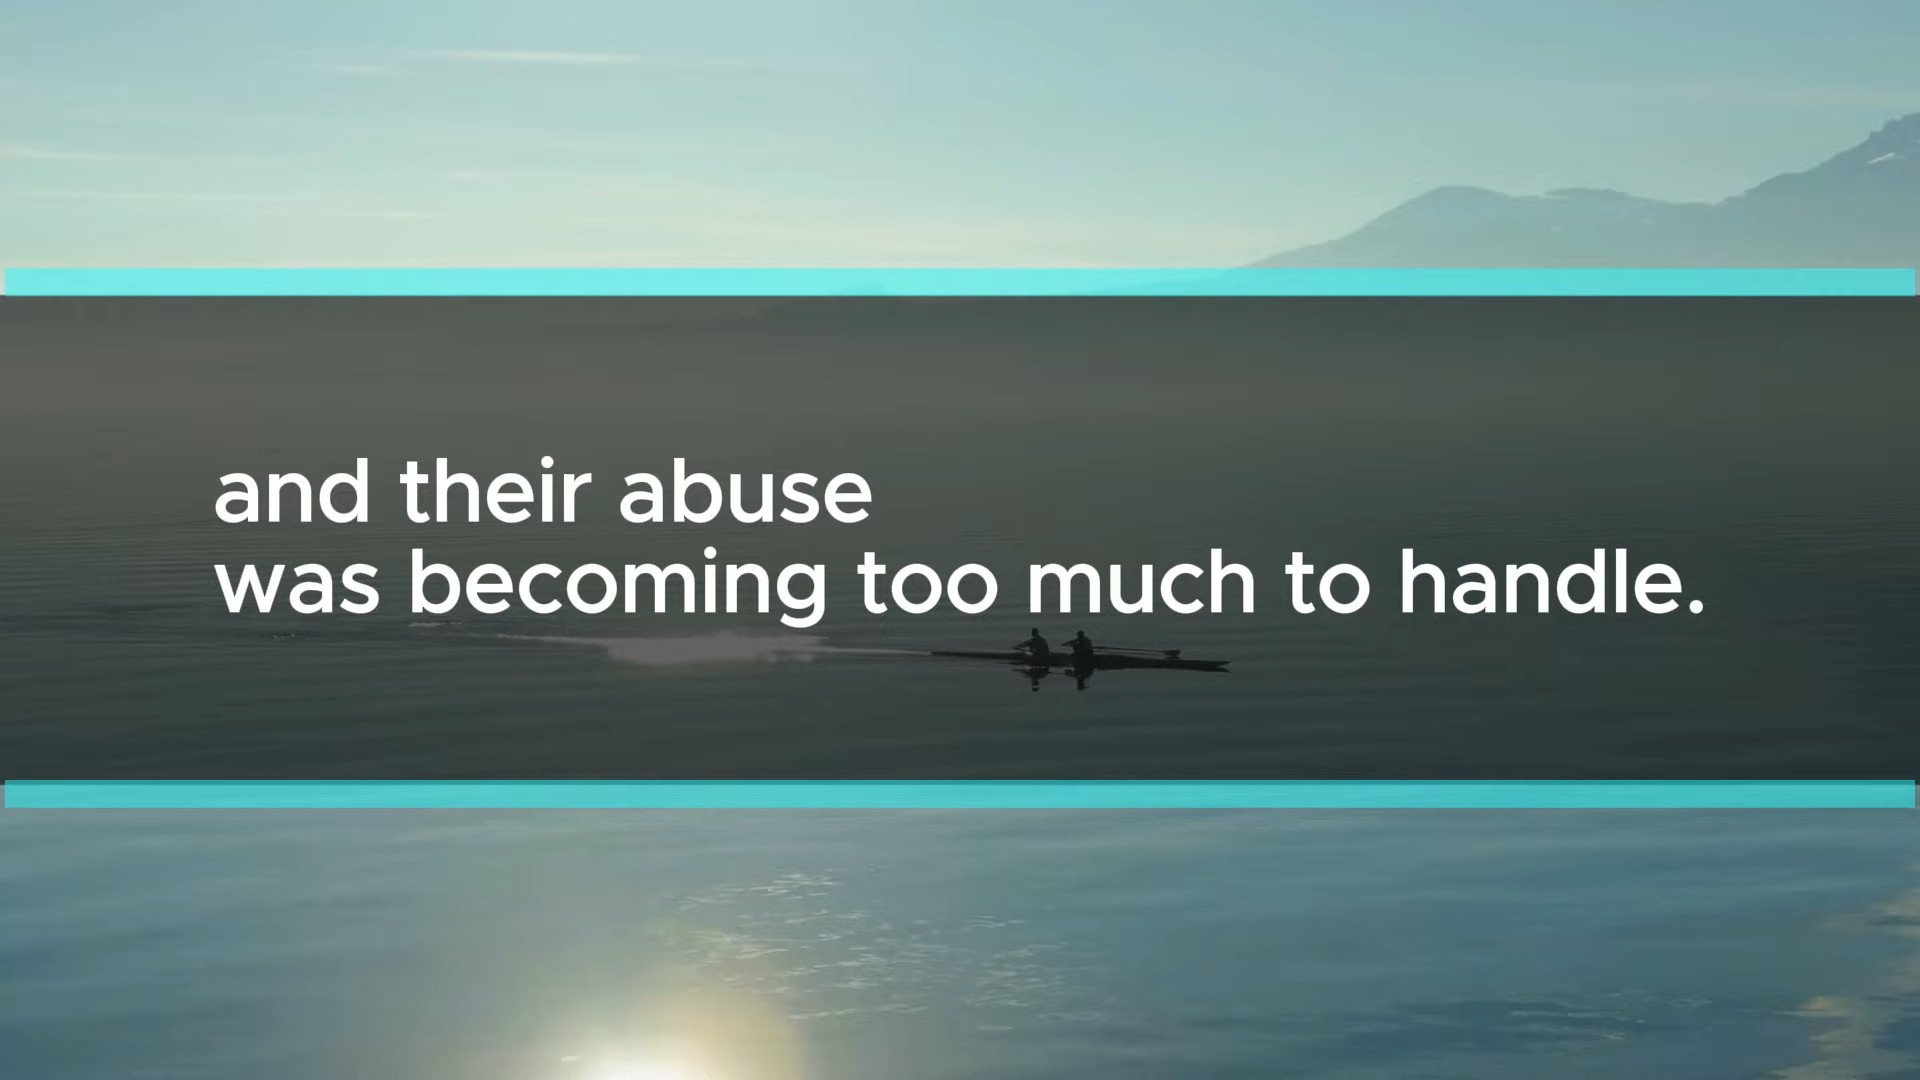 and their abuse
was becoming too much to handle.